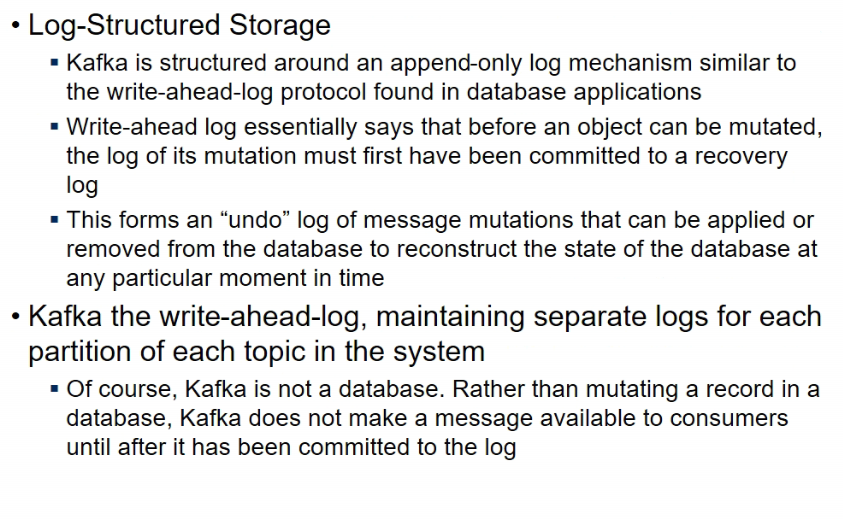 • Log-Structured Storage
▪ Kafka is structured around an append-only log mechanism similar to
the write-ahead-log protocol found in database applications
▪ Write-ahead log essentially says that before an object can be mutated,
the log of its mutation must first have been committed to a recovery
log
▪ This forms an “undo” log of message mutations that can be applied or
removed from the database to reconstruct the state of the database at
any particular moment in time
• Kafka the write-ahead-log, maintaining separate logs for each
partition of each topic in the system
▪ Of course, Kafka is not a database. Rather than mutating a record in a
database, Kafka does not make a message available to consumers
until after it has been committed to the log